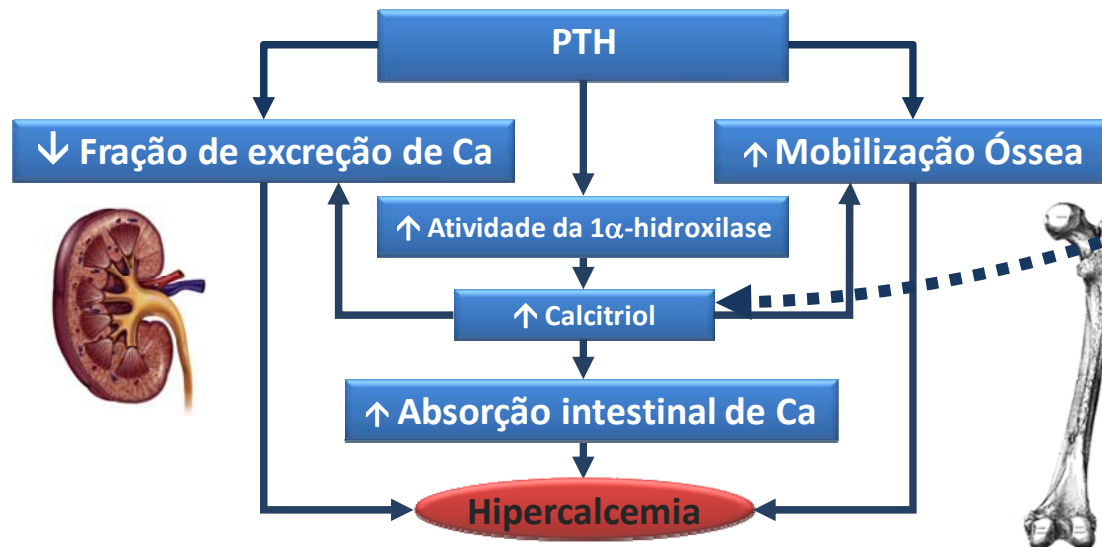 PTH
↓ Fração de excreção de Ca
↑ Mobilização Óssea
↑ Atividade da 1α-hidroxilase
↑ Calcitriol
↑ Absorção intestinal de Ca
Hipercalcemia